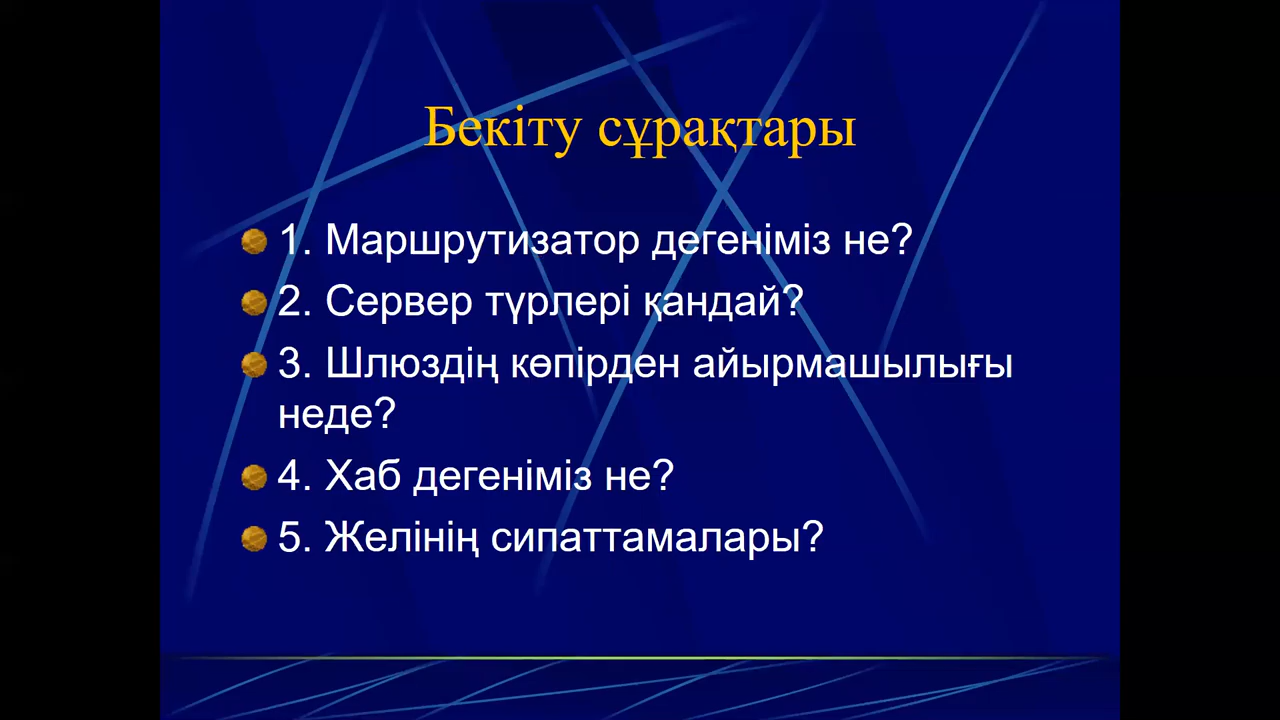 Бекіту сұрақтары
1. Маршрутизатор дегеніміз не?
2. Сервер түрлері қандай?
3. Шлюздің көпірден айырмашылығы
неде?
4. Хаб дегеніміз не?
5. Желінің сипаттамалары?